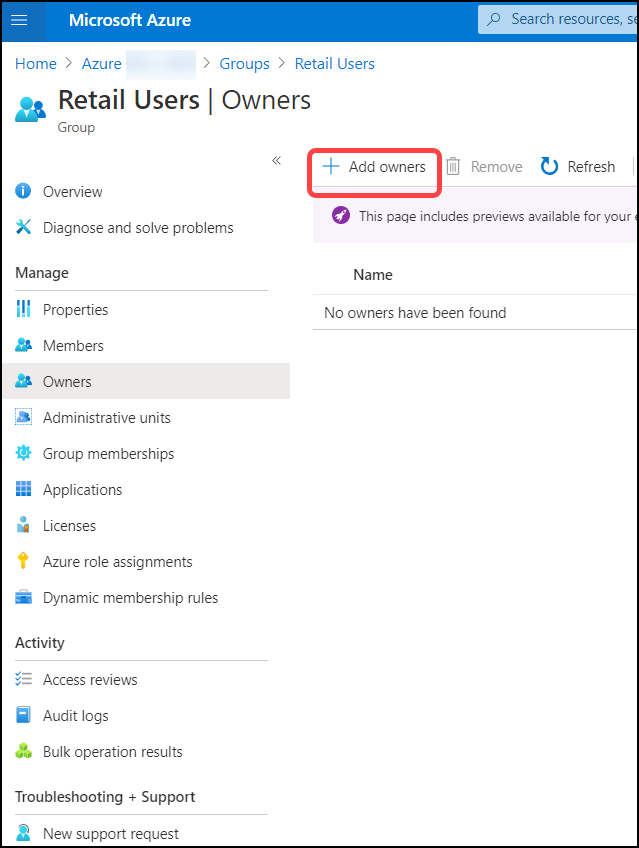 Microsoft Azure
Search resources, se
Home > Azure > Groups > Retail Users
Retail Users | Owners
Group
«
Add owners Remove Refresh
Overview
Diagnose and solve problems
Manage
Properties
Members
Owners
Administrative units
Group memberships
Applications
Licenses
Azure role assignments
Dynamic membership rules
Activity
Access reviews
Audit logs
Bulk operation results
Troubleshooting + Support
New support request
This page includes previews available for your e
Name
No owners have been found